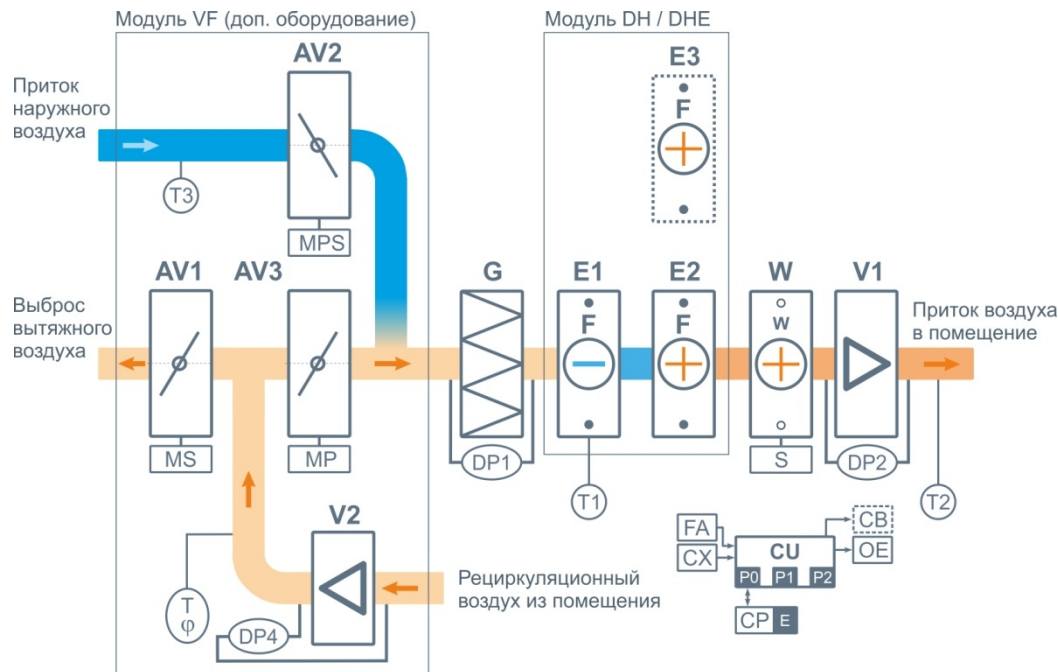 Модуль VF (доп. оборудование)
Модуль DH / DHE
AV2
E3
Приток
наружного
воздуха
F
T3
MPS
AV1
AV3
G
E1
E2
W
V1
Выброс
вытяжного
воздуха
F
F
w
Приток воздуха
в помещение
MS
MP
DP1
S
DP2
T1
T2
V2
FA
CX
CU
P0
P1
P2
CB
OE
CP
E
T
φ
DP4
Рециркуляционный
воздух из помещения